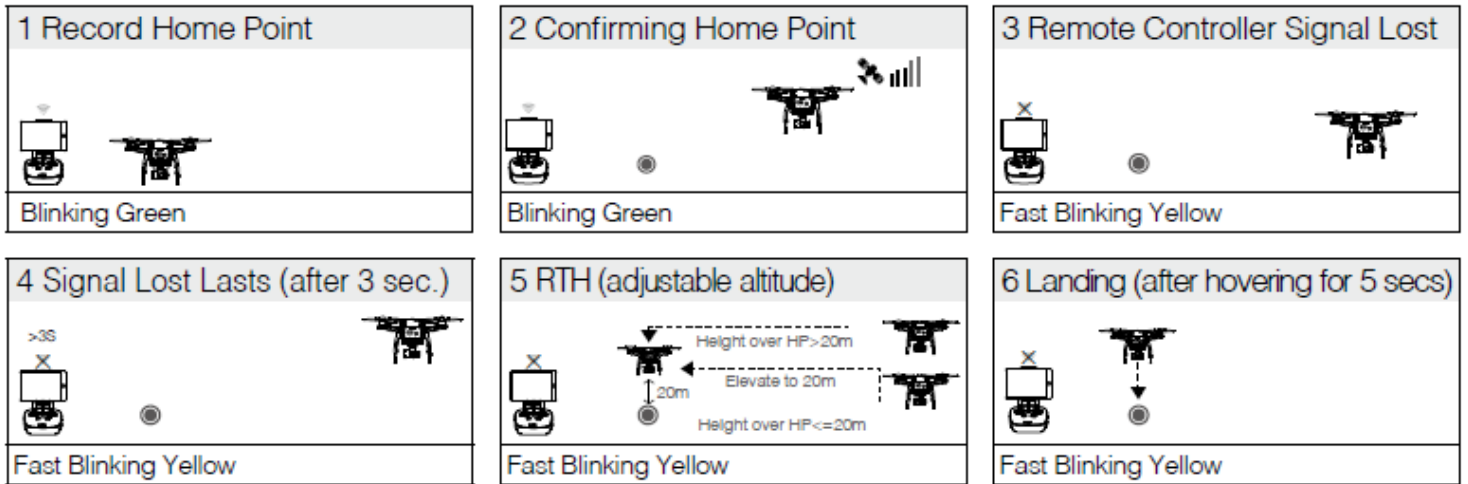 1 Record Home Point
Blinking Green
2 Confirming Home Point
Blinking Green
3 Remote Controller Signal Lost
Fast Blinking Yellow
4 Signal Lost Lasts (after 3 sec.)
>3S
Fast Blinking Yellow
5 RTH (adjustable altitude)
Height over HP>20m
Elevate to 20m
20m
Height over HP<=20m
Fast Blinking Yellow
6 Landing (after hovering for 5 secs)
Fast Blinking Yellow